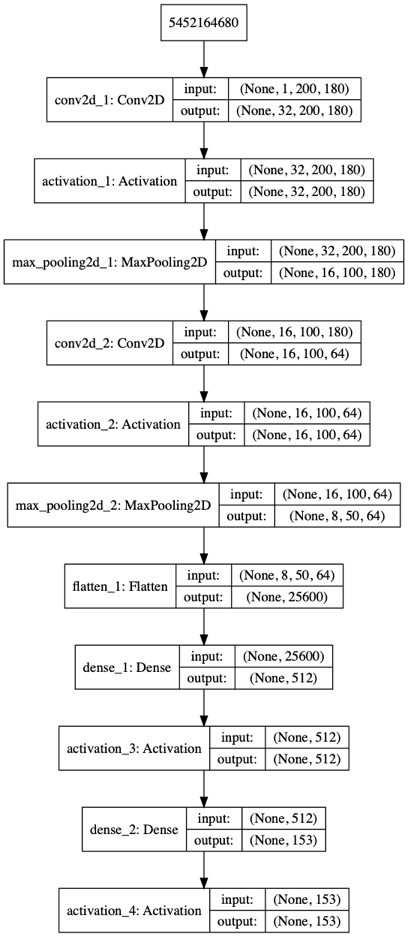 5452164680
conv2d_1: Conv2D
input: (None, 1, 200, 180)
output: (None, 32, 200, 180)
activation_1: Activation
input: (None, 32, 200, 180)
output: (None, 32, 200, 180)
max_pooling2d_1: MaxPooling2D
input: (None, 32, 200, 180)
output: (None, 16, 100, 180)
conv2d_2: Conv2D
input: (None, 16, 100, 180)
output: (None, 16, 100, 64)
activation_2: Activation
input: (None, 16, 100, 64)
output: (None, 16, 100, 64)
max_pooling2d_2: MaxPooling2D
input: (None, 16, 100, 64)
output: (None, 8, 50, 64)
flatten_1: Flatten
input: (None, 8, 50, 64)
output: (None, 25600)
dense_1: Dense
input: (None, 25600)
output: (None, 512)
activation_3: Activation
input: (None, 512)
output: (None, 512)
dense_2: Dense
input: (None, 512)
output: (None, 153)
activation_4: Activation
input: (None, 153)
output: (None, 153)